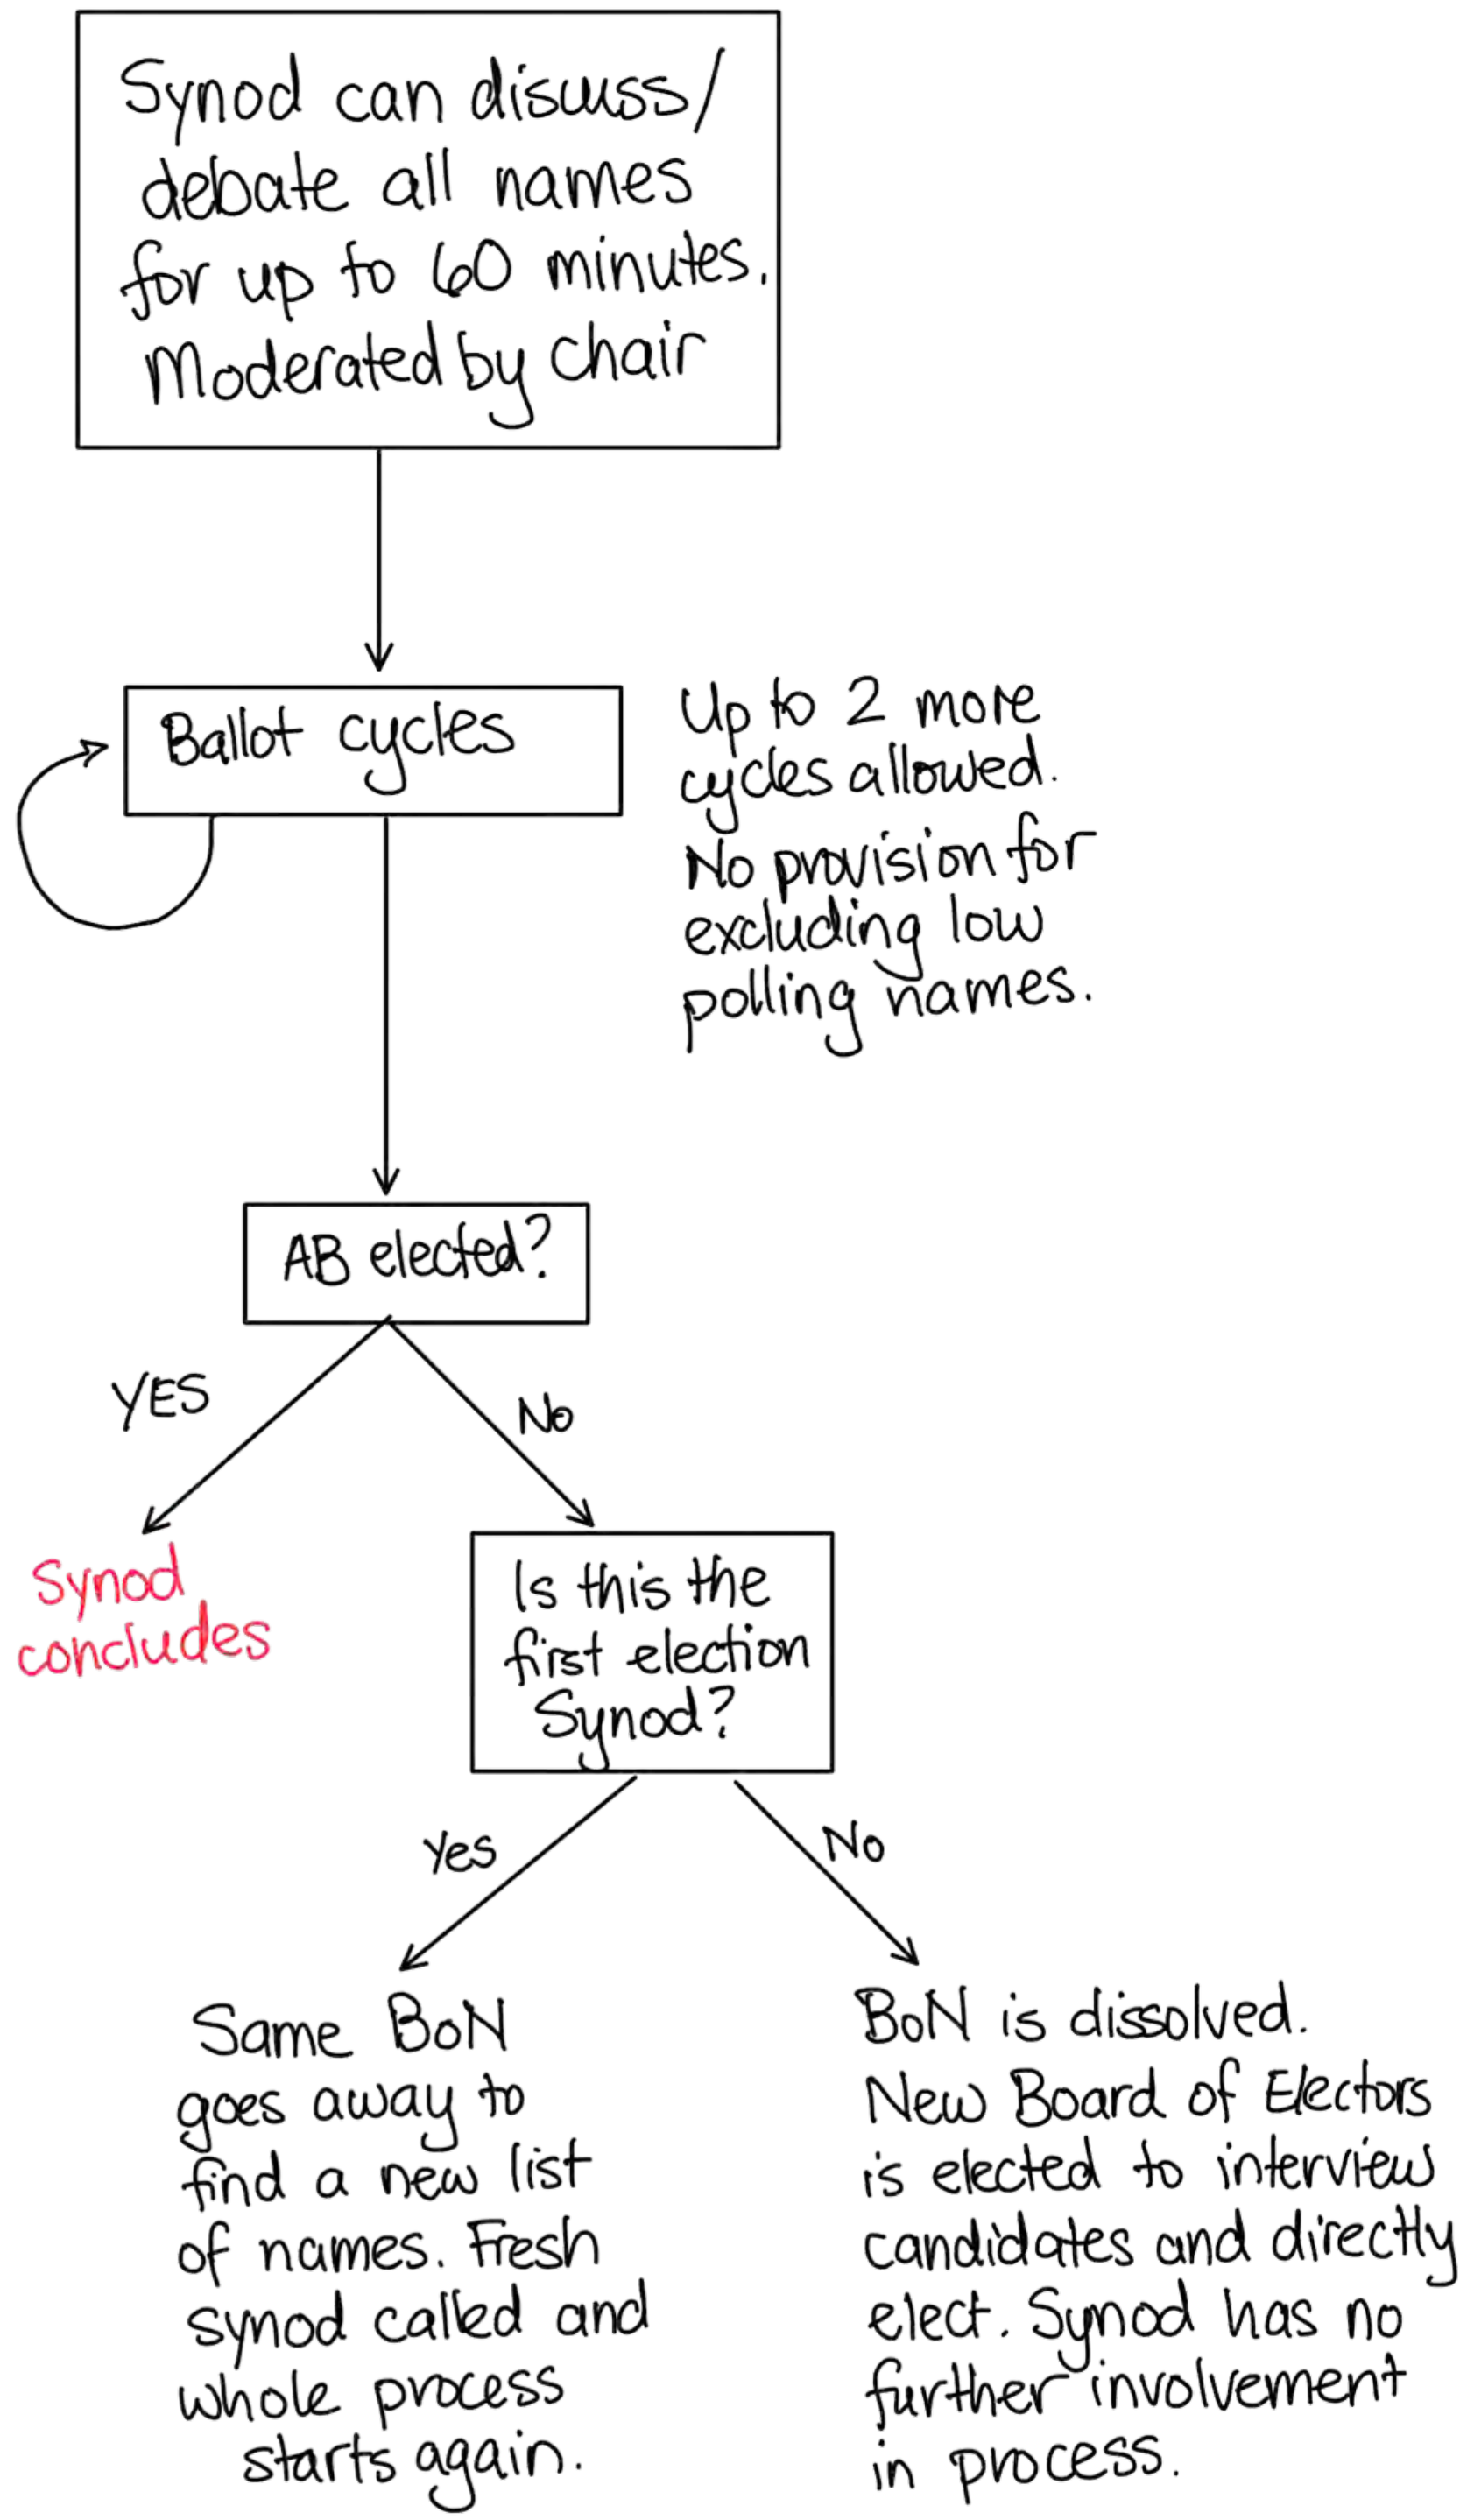 Synod can discuss/
debate all names
for up to 60 minutes.
Moderated by chair
Ballot cycles
Up to 2 more
cycles allowed.
No provision for
excluding low
polling names.
AB elected?
YES
No
Synod
concludes
Is this the
first election
Synod?
Yes
No
Same BoN
goes away to
find a new list
of names. Fresh
synod called and
whole process
starts again.
BoN is dissolved.
New Board of Electors
is elected to interview
candidates and directly
elect. Synod has no
further involvement
in process.